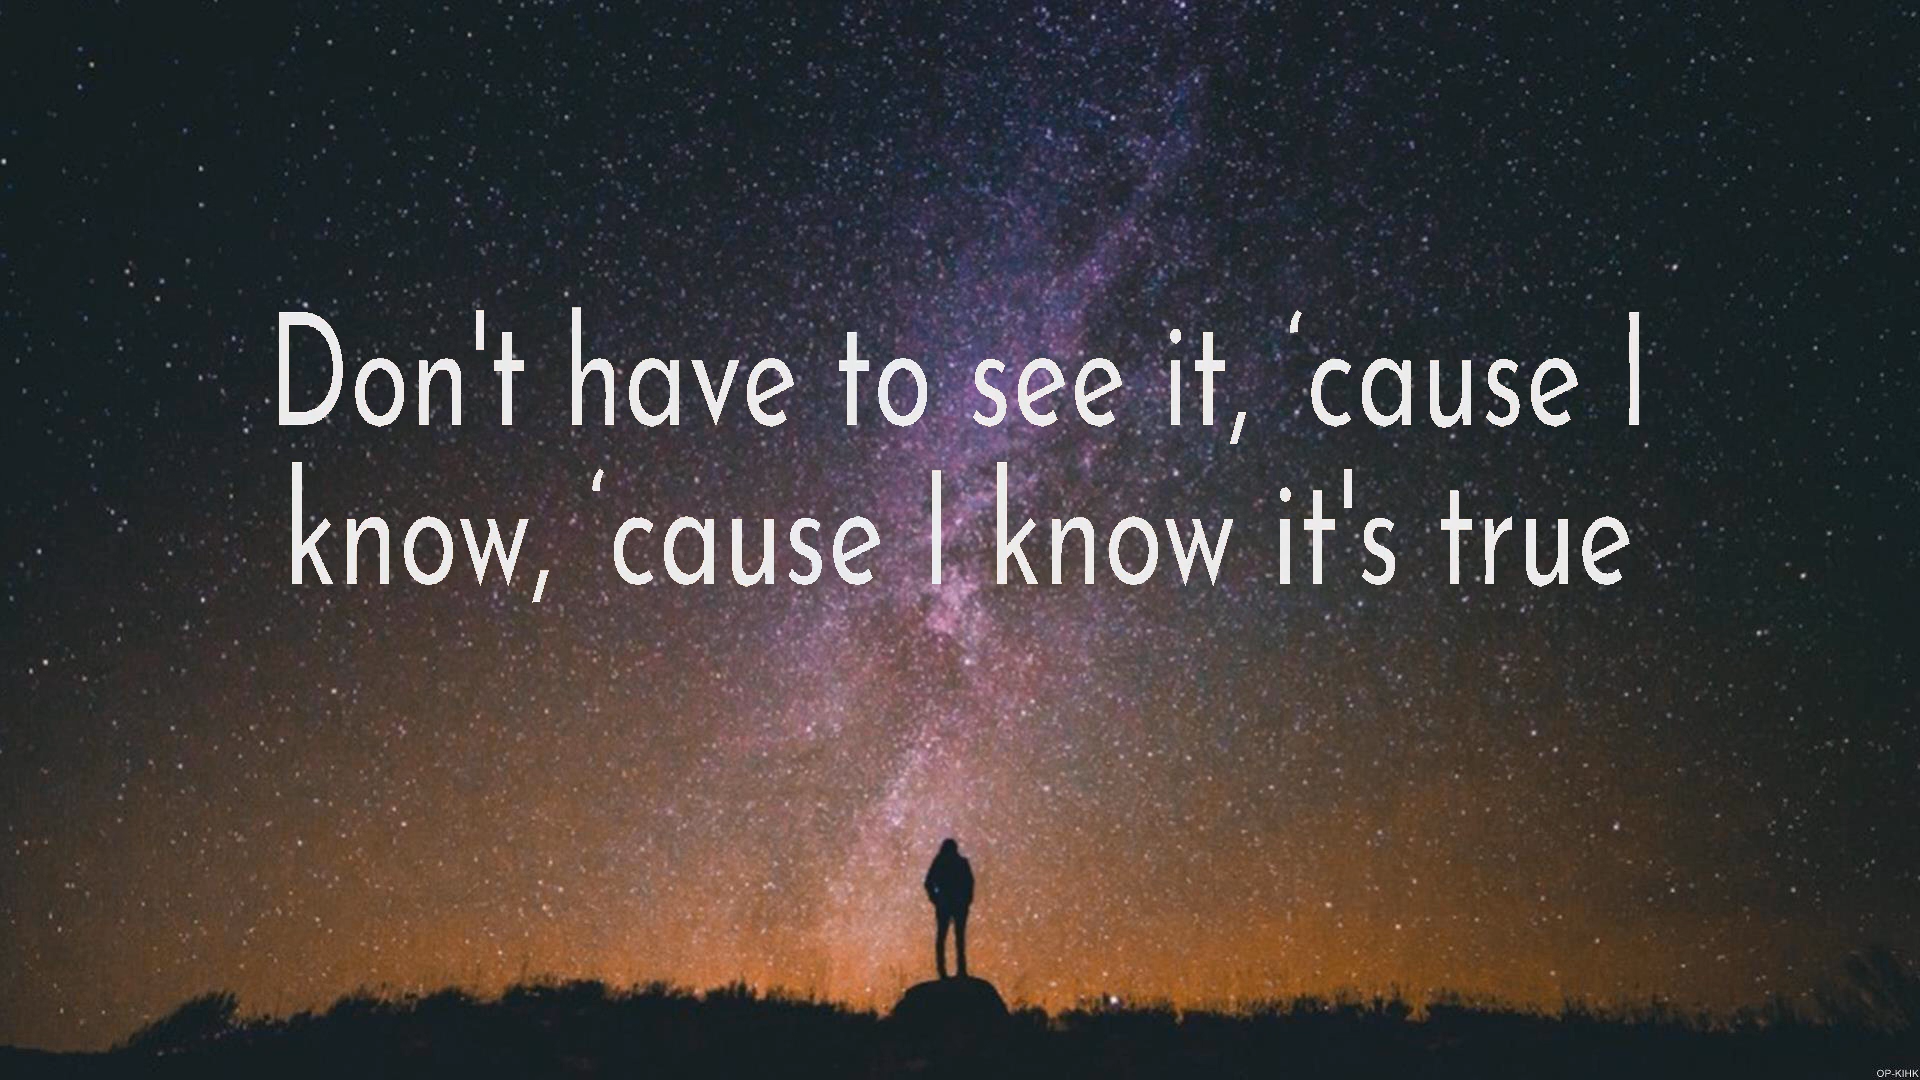 Don't have to see it, ‘cause I
know, ‘cause I know it's true
OP-KIHK